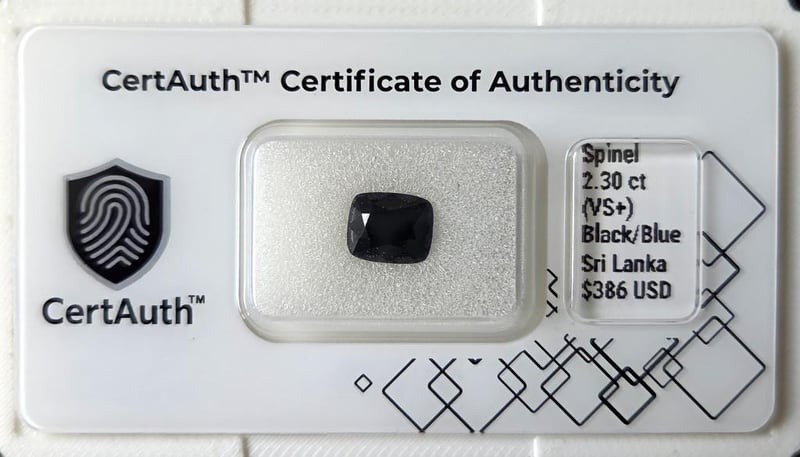 CertAuth™ Certificate of Authenticity
CertAuth™
Spinel
2.30 ct
(VS+)
Black/Blue
Sri Lanka
$386 USD